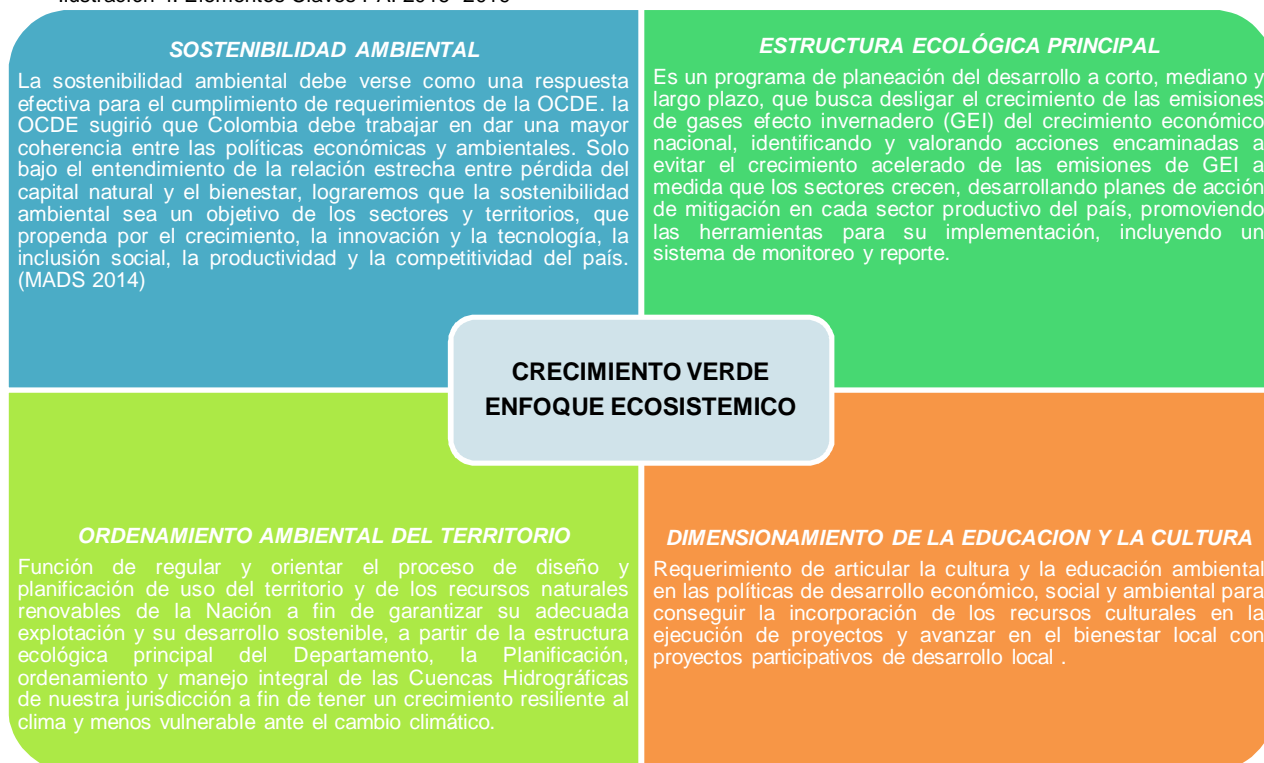 SOSTENIBILIDAD AMBIENTAL
La sostenibilidad ambiental debe verse como una respuesta
efectiva para el cumplimiento de requerimientos de la OCDE. la
OCDE sugirió que Colombia debe trabajar en dar una mayor
coherencia entre las políticas económicas y ambientales. Solo
bajo el entendimiento de la relación estrecha entre pérdida del
capital natural y el bienestar, lograremos que la sostenibilidad
ambiental sea un objetivo de los sectores y territorios, que
propenda por el crecimiento, la innovación y la tecnología, la
inclusión social, la productividad y la competitividad del país.
(MADS 2014)
ESTRUCTURA ECOLÓGICA PRINCIPAL
Es un programa de planeación del desarrollo a corto, mediano y
largo plazo, que busca desligar el crecimiento de las emisiones
de gases efecto invernadero (GEI) del crecimiento económico
nacional, identificando y valorando acciones encaminadas a
evitar el crecimiento acelerado de las emisiones de GEI a
medida que los sectores crecen, desarrollando planes de acción
de mitigación en cada sector productivo del país, promoviendo
las herramientas para su implementación, incluyendo un
sistema de monitoreo y reporte.
CRECIMIENTO VERDE
ENFOQUE ECOSISTEMICO
ORDENAMIENTO AMBIENTAL DEL TERRITORIO
Función de regular y orientar el proceso de diseño y
planificación de uso del territorio y de los recursos naturales
renovables de la Nación a fin de garantizar su adecuada
explotación y su desarrollo sostenible, a partir de la estructura
ecológica principal del Departamento, la Planificación,
ordenamiento y manejo integral de las Cuencas Hidrográficas
de nuestra jurisdicción a fin de tener un crecimiento resiliente al
clima y menos vulnerable ante el cambio climático.
DIMENSIONAMIENTO DE LA EDUCACION Y LA CULTURA
Requerimiento de articular la cultura y la educación ambiental
en las políticas de desarrollo económico, social y ambiental para
conseguir la incorporación de los recursos culturales en la
ejecución de proyectos y avanzar en el bienestar local con
proyectos participativos de desarrollo local .